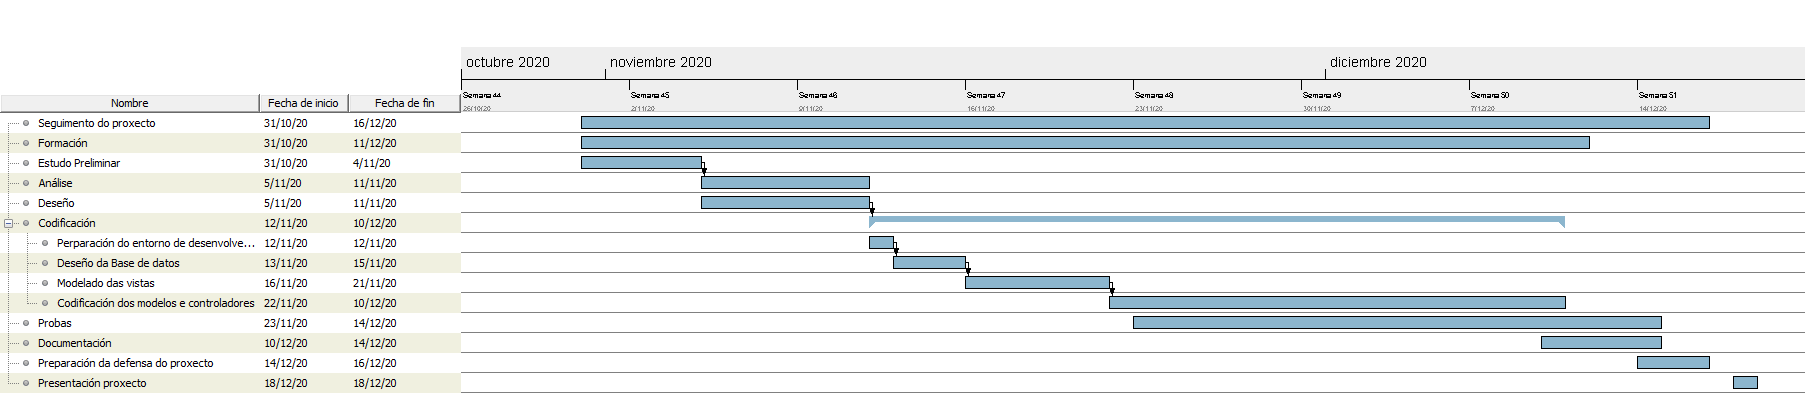 octubre 2020 noviembre 2020 diciembre 2020
Semana 44 Semana 45 Semana 46 Semana 47 Semana 48 Semana 49 Semana 50 Semana 51
Nombre Fecha de inicio Fecha de fin 26/10/20 2/11/20 9/11/20 16/11/20 23/11/20 30/11/20 7/12/20 14/12/20
Seguimento do proxecto 31/10/20 16/12/20
Formación 31/10/20 11/12/20
Estudo Preliminar 31/10/20 4/11/20
Análise 5/11/20 11/11/20
Deseño 5/11/20 11/11/20
Codificación 12/11/20 10/12/20
Perparación do entorno de desenvolve... 12/11/20 12/11/20
Deseño da Base de datos 13/11/20 15/11/20
Modelado das vistas 16/11/20 21/11/20
Codificación dos modelos e controladores 22/11/20 10/12/20
Probas 23/11/20 14/12/20
Documentación 10/12/20 14/12/20
Preparación da defensa do proxecto 14/12/20 16/12/20
Presentación proxecto 18/12/20 18/12/20